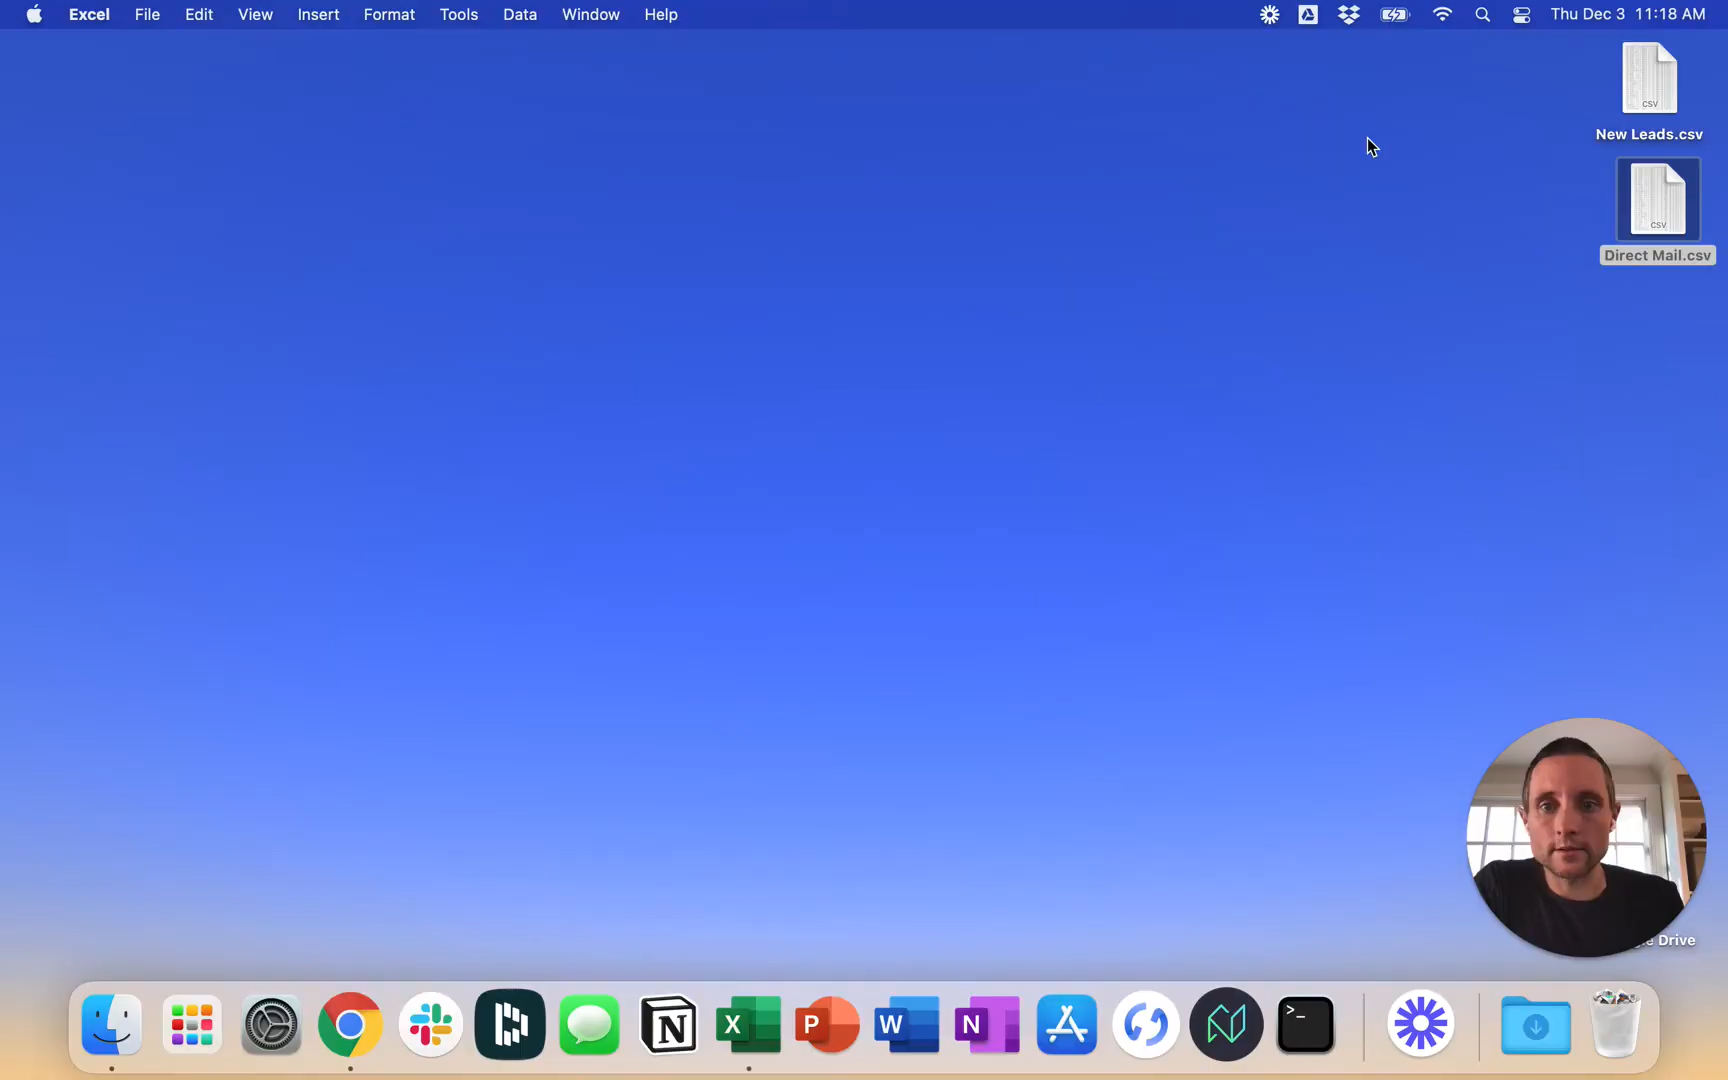 Excel File Edit View Insert Format Tools Data Window Help Thu Dec 3 11:18 AM
CSV
New Leads.csv
CSV
Direct Mail.csv
Drive
N X P W N >_